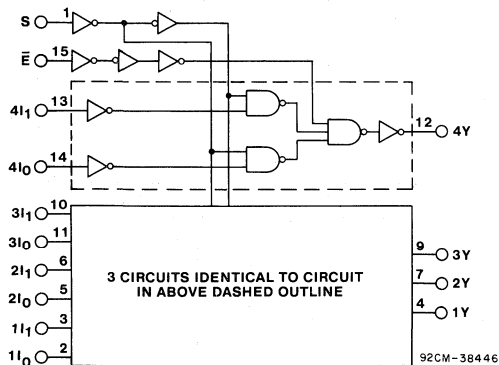 S 1
E̅ 15
4I₁ 13
12 4Y
4I₀ 14
3I₁ 10
3I₀ 11
2I₁ 6
2I₀ 5
1I₁ 3
1I₀ 2
3 CIRCUITS IDENTICAL TO CIRCUIT
IN ABOVE DASHED OUTLINE
9 3Y
7 2Y
4 1Y
92CM-38446